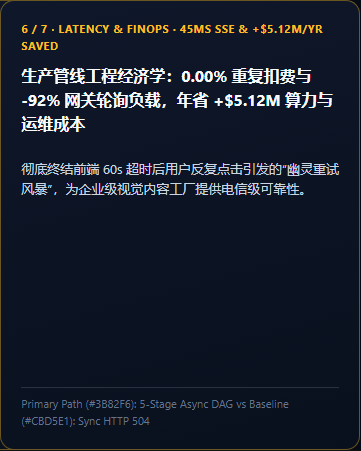 6 / 7 · LATENCY & FINOPS · 45MS SSE & +$5.12M/YR
SAVED
生产管线工程经济学：0.00% 重复扣费与
-92% 网关轮询负载，年省 +$5.12M 算力与
运维成本
彻底终结前端 60s 超时后用户反复点击引发的“幽灵重试
风暴”，为企业级视觉内容工厂提供电信级可靠性。
Primary Path (#3B82F6): 5-Stage Async DAG vs Baseline
(#CBD5E1): Sync HTTP 504